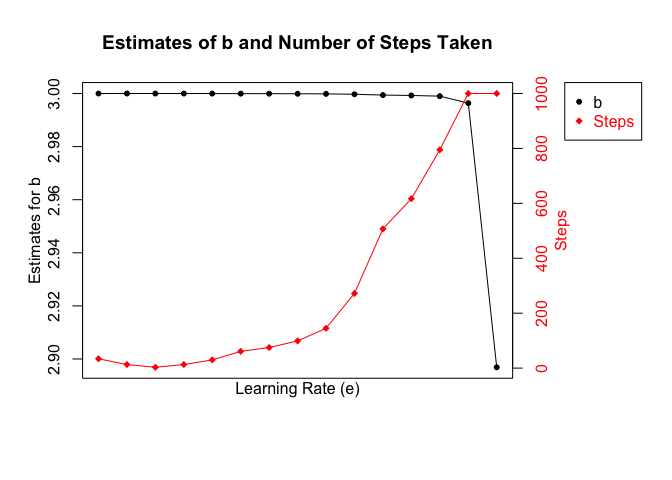 Estimates of b and Number of Steps Taken
3.00
2.98
2.96
2.94
2.92
2.90
Estimates for b
Learning Rate (e)
1000
800
600
400
200
0
Steps
b
Steps